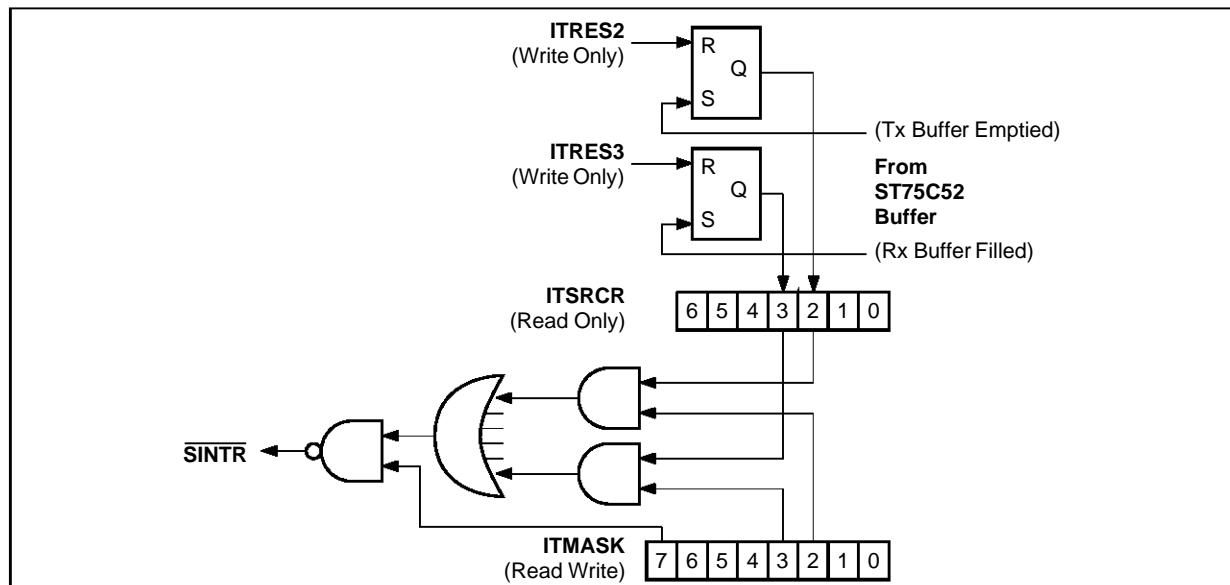 ITRES2
(Write Only)
R
Q
S
(Tx Buffer Emptied)
ITRES3
(Write Only)
R
Q
S
From
ST75C52
Buffer
(Rx Buffer Filled)
ITSRCR
(Read Only)
6 5 4 3 2 1 0
SINTR
ITMASK
(Read Write)
7 6 5 4 3 2 1 0